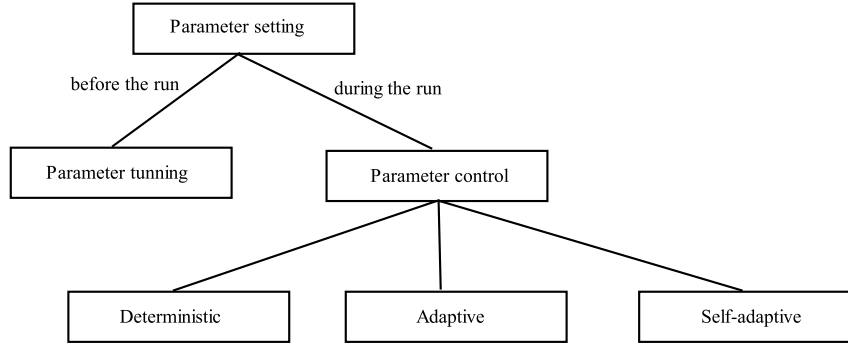 Parameter setting
before the run
during the run
Parameter tunning
Parameter control
Deterministic
Adaptive
Self-adaptive